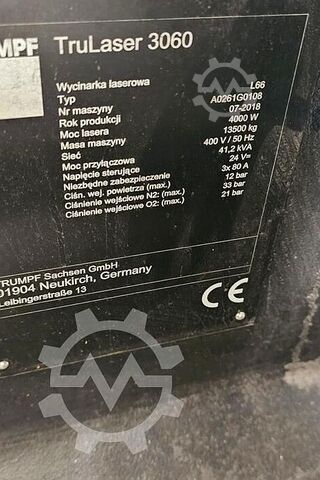 UMPF TruLaser 3060
Wycinarka laserowa
Typ L66
Nr maszyny A0261G0108
Rok produkcji 07-2018
Moc lasera 4000 W
Masa maszyny 13500 kg
Sieć 400 V / 50 Hz
Moc przyłączowa 41,2 kVA
Napięcie sterujące 24 V=
Niezbędne zabezpieczenie 3x 80 A
Ciśn. wej. powietrza (max.) 12 bar
Ciśnienie wejściowe N2: (max.) 33 bar
Ciśnienie wejściowe O2: (max.) 21 bar
TRUMPF Sachsen GmbH
01904 Neukirch, Germany
Leibingerstraße 13
CE